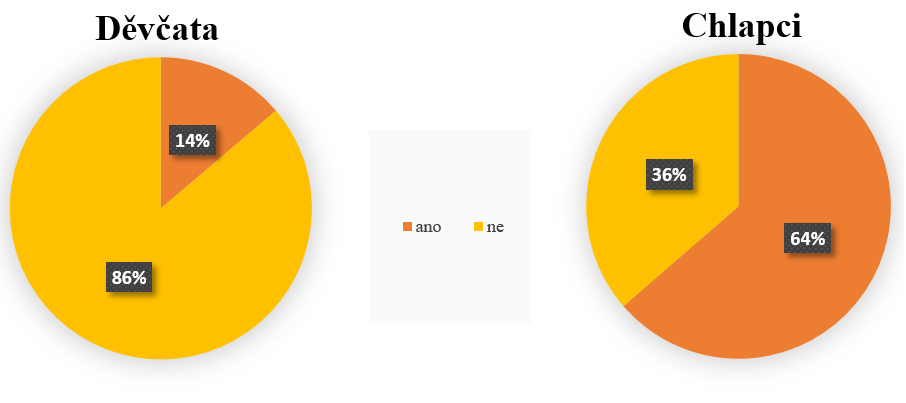 Děvčata
14%
86%
ano
ne
Chlapci
36%
64%